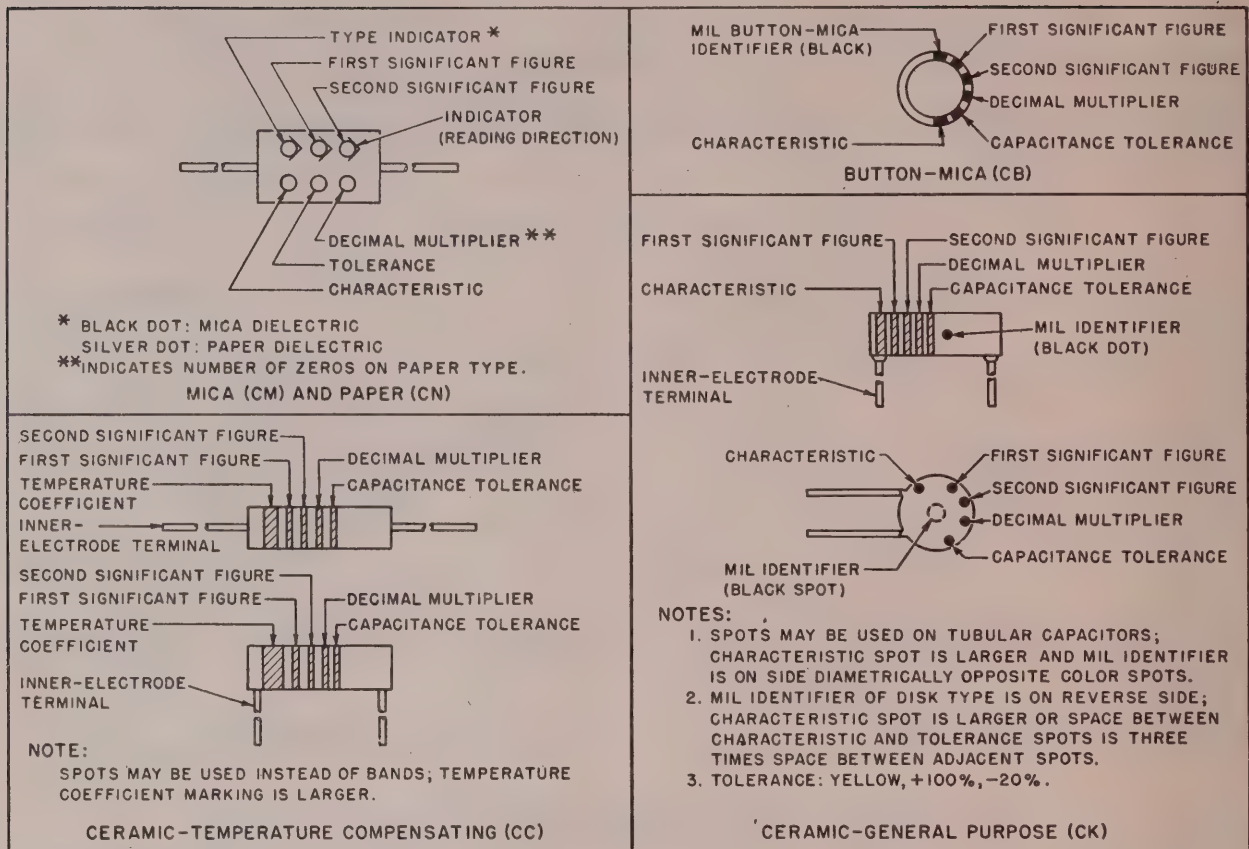 TYPE INDICATOR *
FIRST SIGNIFICANT FIGURE
SECOND SIGNIFICANT FIGURE
INDICATOR
(READING DIRECTION)
DECIMAL MULTIPLIER **
TOLERANCE
CHARACTERISTIC
* BLACK DOT: MICA DIELECTRIC
SILVER DOT: PAPER DIELECTRIC
** INDICATES NUMBER OF ZEROS ON PAPER TYPE.
MICA (CM) AND PAPER (CN)
SECOND SIGNIFICANT FIGURE
FIRST SIGNIFICANT FIGURE
DECIMAL MULTIPLIER
TEMPERATURE
COEFFICIENT
CAPACITANCE TOLERANCE
INNER-
ELECTRODE TERMINAL
SECOND SIGNIFICANT FIGURE
FIRST SIGNIFICANT FIGURE
DECIMAL MULTIPLIER
TEMPERATURE
COEFFICIENT
CAPACITANCE TOLERANCE
INNER-ELECTRODE
TERMINAL
NOTE:
SPOTS MAY BE USED INSTEAD OF BANDS; TEMPERATURE
COEFFICIENT MARKING IS LARGER.
CERAMIC-TEMPERATURE COMPENSATING (CC)
MIL BUTTON-MICA
IDENTIFIER (BLACK)
FIRST SIGNIFICANT FIGURE
SECOND SIGNIFICANT FIGURE
DECIMAL MULTIPLIER
CHARACTERISTIC
CAPACITANCE TOLERANCE
BUTTON-MICA (CB)
FIRST SIGNIFICANT FIGURE
SECOND SIGNIFICANT FIGURE
DECIMAL MULTIPLIER
CHARACTERISTIC
CAPACITANCE TOLERANCE
MIL IDENTIFIER
(BLACK DOT)
INNER-ELECTRODE
TERMINAL
CHARACTERISTIC
FIRST SIGNIFICANT FIGURE
SECOND SIGNIFICANT FIGURE
DECIMAL MULTIPLIER
CAPACITANCE TOLERANCE
MIL IDENTIFIER
(BLACK SPOT)
NOTES:
1. SPOTS MAY BE USED ON TUBULAR CAPACITORS;
CHARACTERISTIC SPOT IS LARGER AND MIL IDENTIFIER
IS ON SIDE DIAMETRICALLY OPPOSITE COLOR SPOTS.
2. MIL IDENTIFIER OF DISK TYPE IS ON REVERSE SIDE;
CHARACTERISTIC SPOT IS LARGER OR SPACE BETWEEN
CHARACTERISTIC AND TOLERANCE SPOTS IS THREE
TIMES SPACE BETWEEN ADJACENT SPOTS.
3. TOLERANCE: YELLOW, +100%, -20%.
CERAMIC-GENERAL PURPOSE (CK)